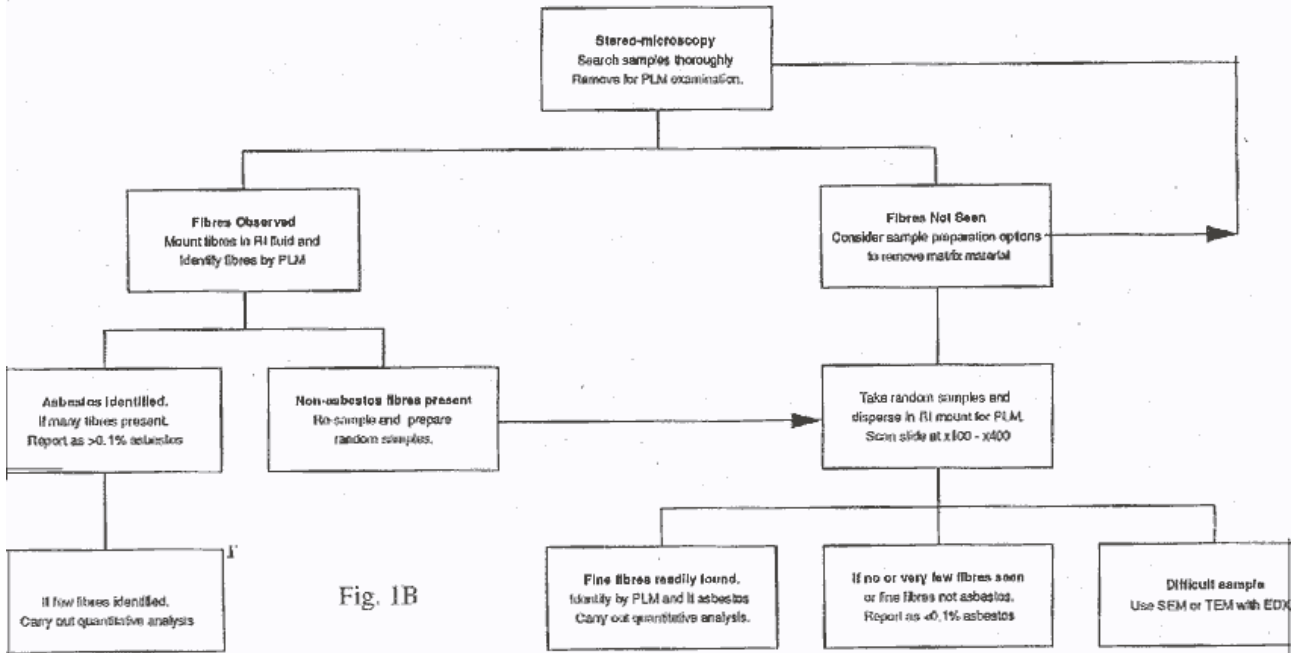 Stereo-microscopy
Search samples thoroughly
Remove for PLM examination.
Fibres Observed
Mount fibres in RI fluid and
identify fibres by PLM
Fibres Not Seen
Consider sample preparation options
to remove matrix material
Asbestos identified.
If many fibres present.
Report as >0.1% asbestos
Non-asbestos fibres present
Re-sample and prepare
random samples.
Take random samples and
disperse in RI mount for PLM.
Scan slide at x100 - x400
If few fibres identified.
Carry out quantitative analysis
Fig. 1B
Fine fibres readily found.
Identify by PLM and if asbestos
Carry out quantitative analysis.
If no or very few fibres seen
or fine fibres not asbestos.
Report as <0.1% asbestos
Difficult sample
Use SEM or TEM with EDX